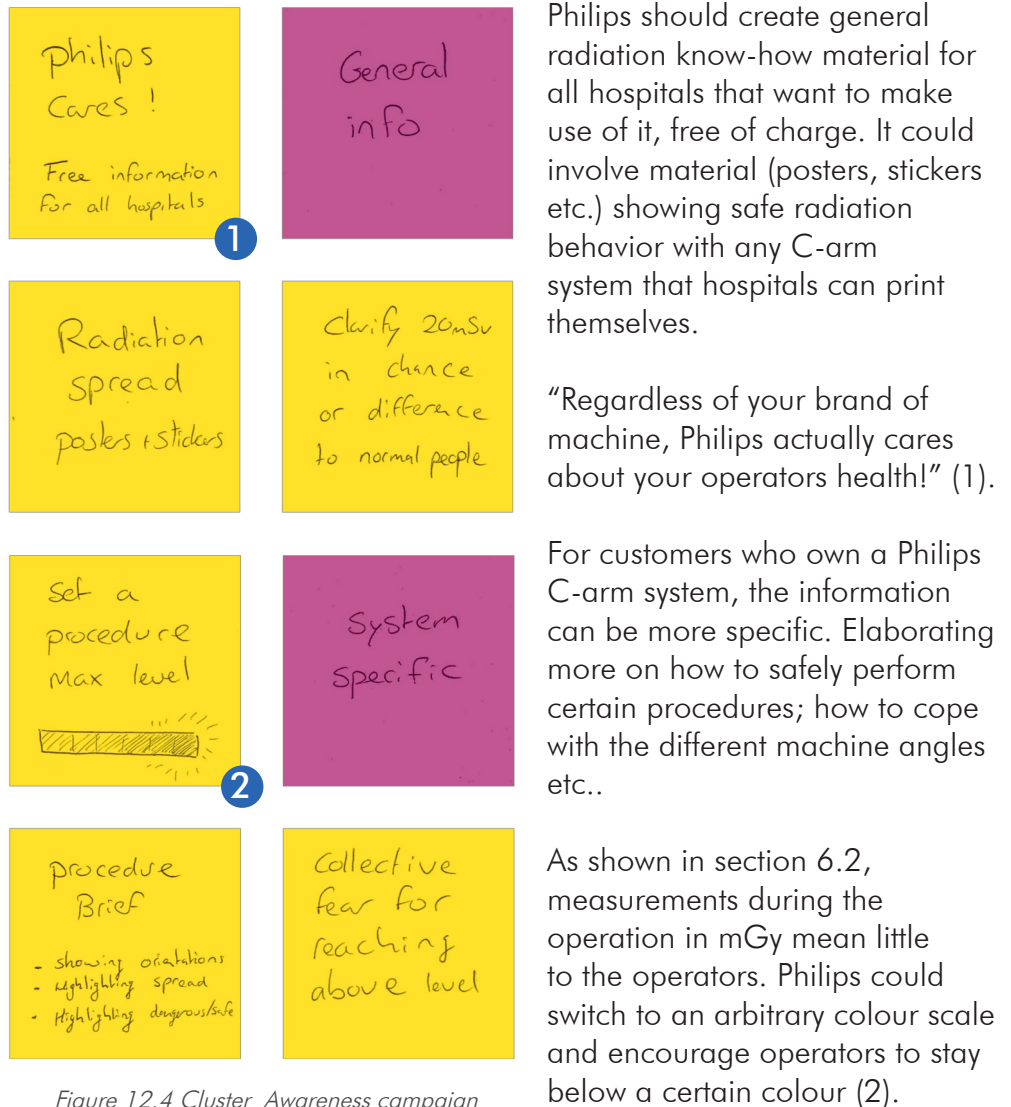 Philips
Cares !
Free information
for all hospitals
1
General
info
Radiation
spread
posters + stickers
Clarify 20mSv
in chance
or difference
to normal people
Set a
procedure
Max level
2
System
specific
procedure
Brief
- showing orientations
- Highlighting spread
- Highlighting dangerous/safe
Collective
fear for
reaching
above level
Figure 12.4 Cluster Awareness campaign
Philips should create general
radiation know-how material for
all hospitals that want to make
use of it, free of charge. It could
involve material (posters, stickers
etc.) showing safe radiation
behavior with any C-arm
system that hospitals can print
themselves.
“Regardless of your brand of
machine, Philips actually cares
about your operators health!” (1).
For customers who own a Philips
C-arm system, the information
can be more specific. Elaborating
more on how to safely perform
certain procedures; how to cope
with the different machine angles
etc..
As shown in section 6.2,
measurements during the
operation in mGy mean little
to the operators. Philips could
switch to an arbitrary colour scale
and encourage operators to stay
below a certain colour (2).